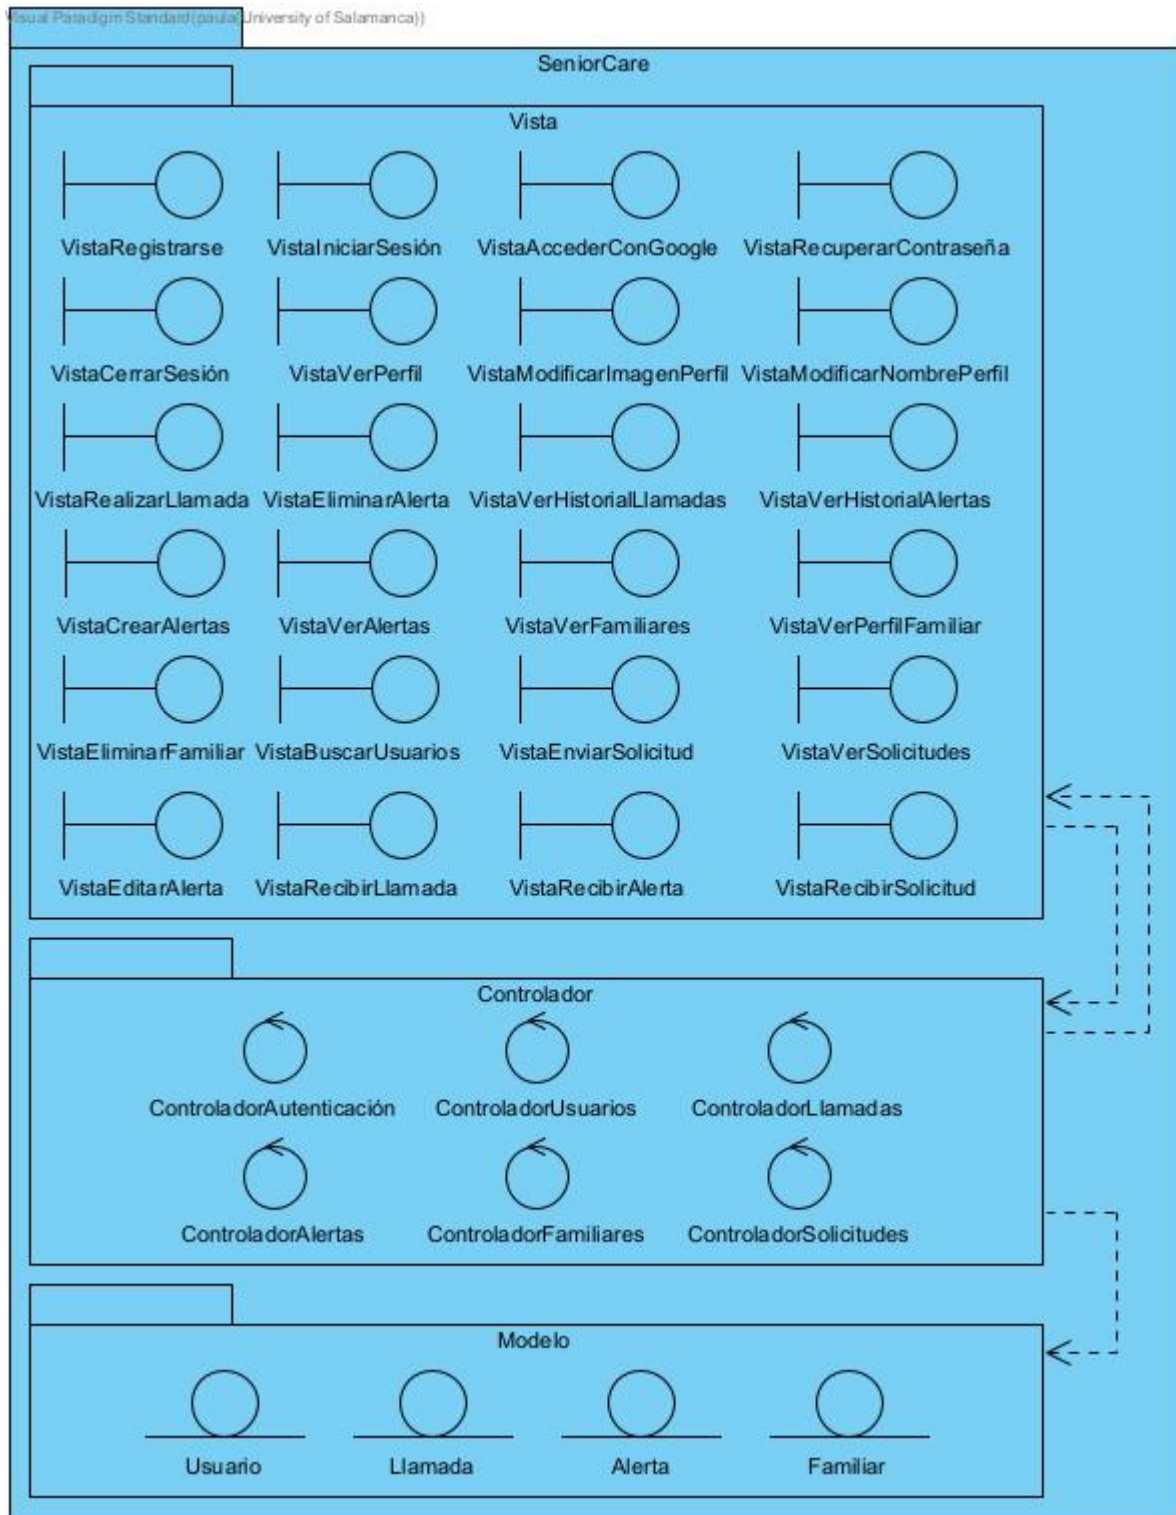 Visual Paradigm Standard(paula(University of Salamanca))
SeniorCare
Vista
VistaRegistrarse VistaIniciarSesión VistaAccederConGoogle VistaRecuperarContraseña
VistaCerrarSesión VistaVerPerfil VistaModificarImagenPerfil VistaModificarNombrePerfil
VistaRealizarLlamada VistaEliminarAlerta VistaVerHistorialLlamadas VistaVerHistorialAlertas
VistaCrearAlertas VistaVerAlertas VistaVerFamiliares VistaVerPerfilFamiliar
VistaEliminarFamiliar VistaBuscarUsuarios VistaEnviarSolicitud VistaVerSolicitudes
VistaEditarAlerta VistaRecibirLlamada VistaRecibirAlerta VistaRecibirSolicitud
Controlador
ControladorAutenticación ControladorUsuarios ControladorLlamadas
ControladorAlertas ControladorFamiliares ControladorSolicitudes
Modelo
Usuario Llamada Alerta Familiar